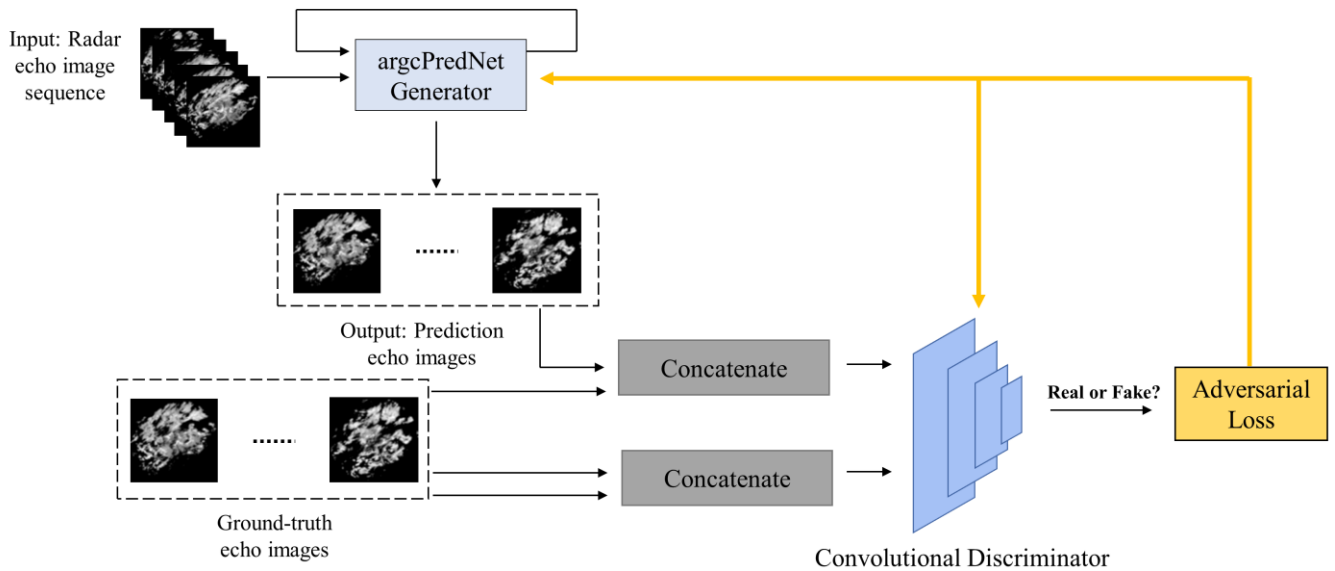 Input: Radar
echo image
sequence
argcPredNet
Generator
Output: Prediction
echo images
Concatenate
Real or Fake?
Adversarial
Loss
Concatenate
Ground-truth
echo images
Convolutional Discriminator